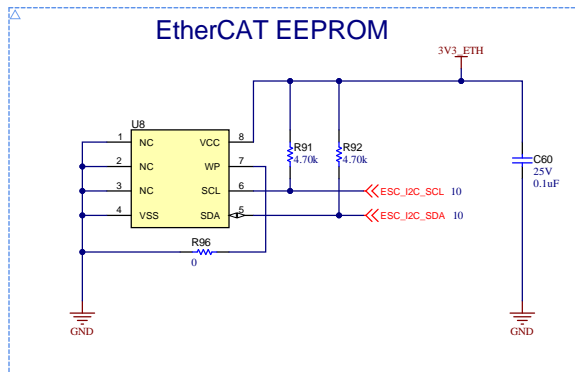 EtherCAT EEPROM
3V3_ETH
U8
1 NC VCC 8
2 NC WP 7
3 NC SCL 6
4 VSS SDA 5
R91
4.70k
R92
4.70k
C60
25V
0.1uF
ESC_I2C_SCL 10
ESC_I2C_SDA 10
R96
0
GND
GND